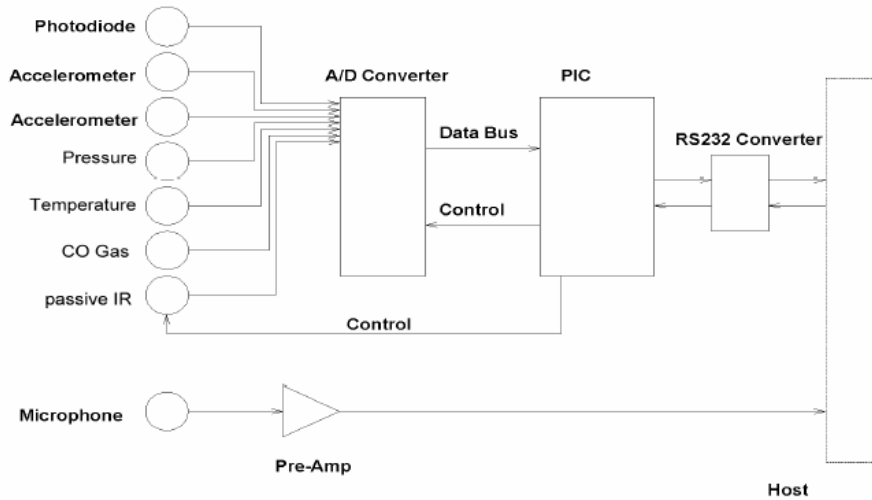 Photodiode
Accelerometer
A/D Converter
PIC
Accelerometer
Data Bus
RS232 Converter
Pressure
Temperature
Control
CO Gas
passive IR
Control
Microphone
Pre-Amp
Host